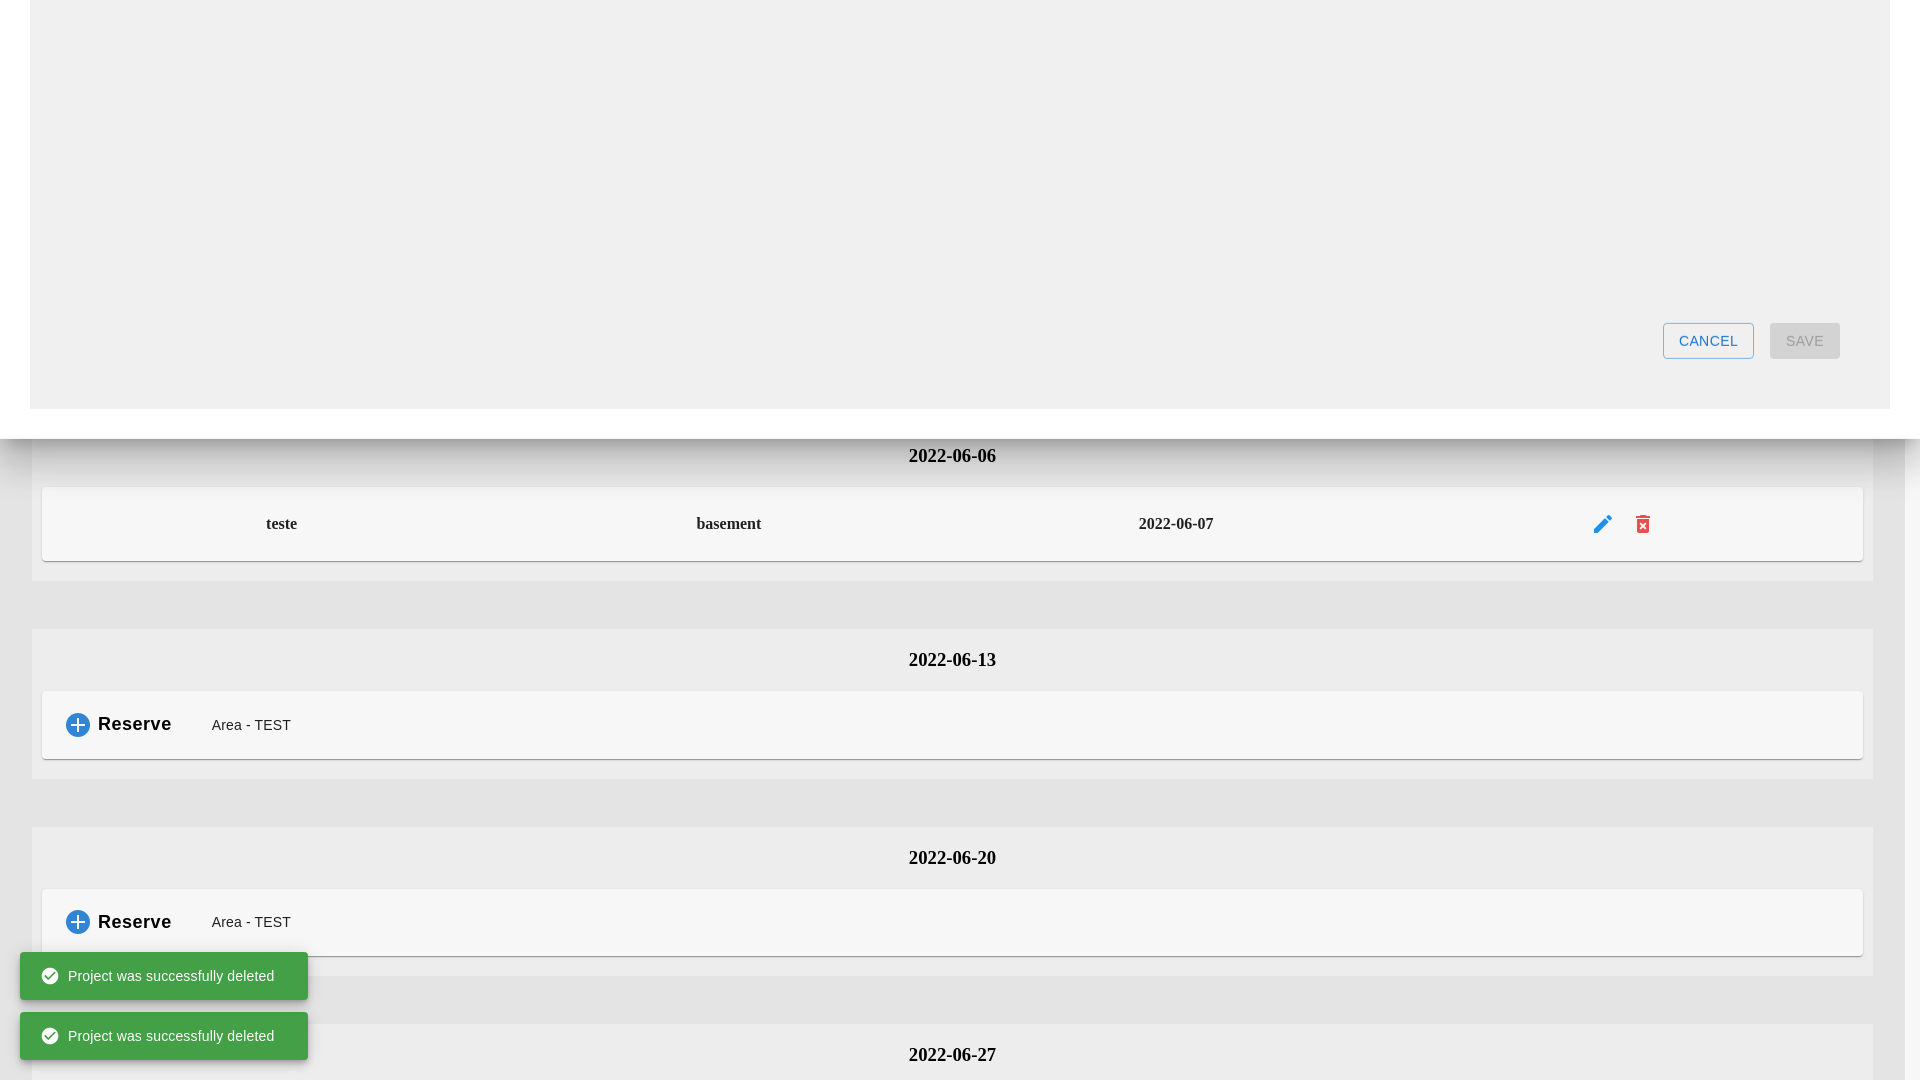 CANCEL SAVE
2022-06-06
teste basement 2022-06-07
2022-06-13
Reserve Area - TEST
2022-06-20
Reserve Area - TEST
Project was successfully deleted
Project was successfully deleted
2022-06-27